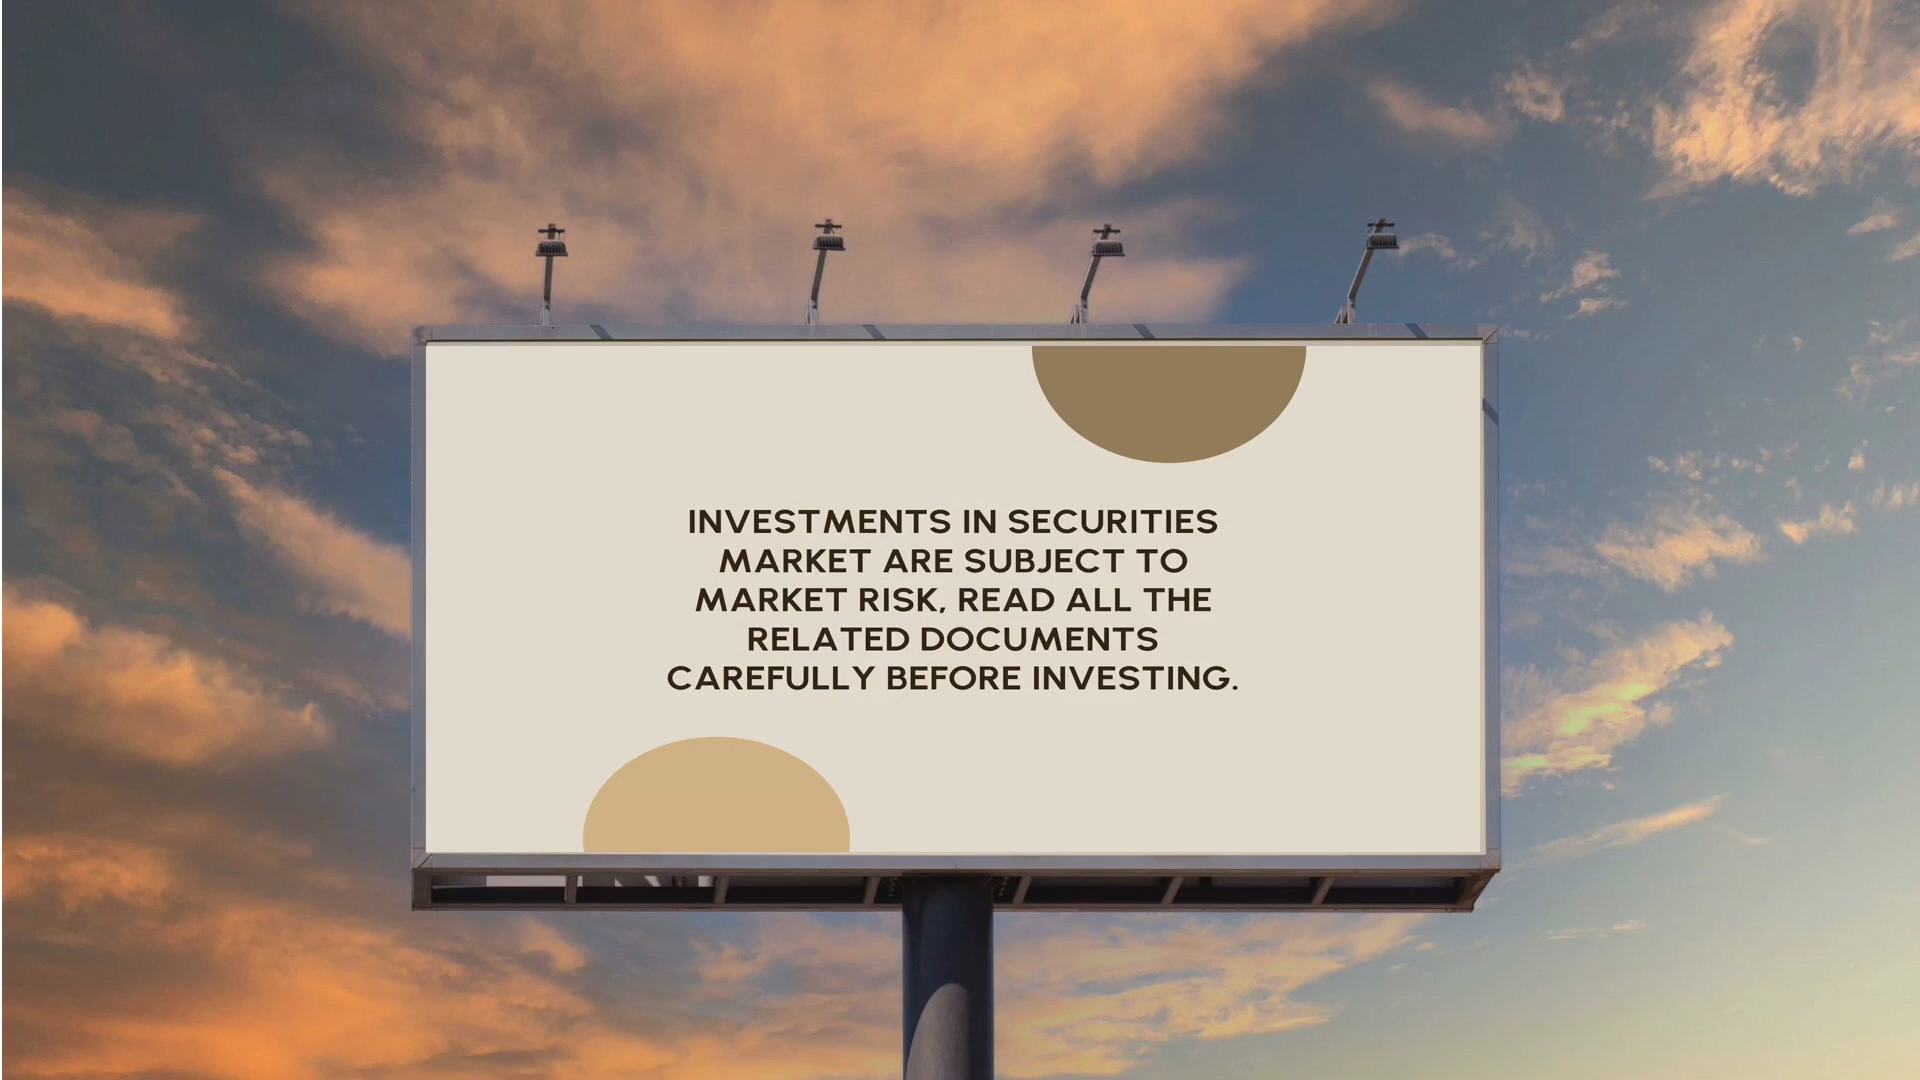 INVESTMENTS IN SECURITIES
MARKET ARE SUBJECT TO
MARKET RISK, READ ALL THE
RELATED DOCUMENTS
CAREFULLY BEFORE INVESTING.